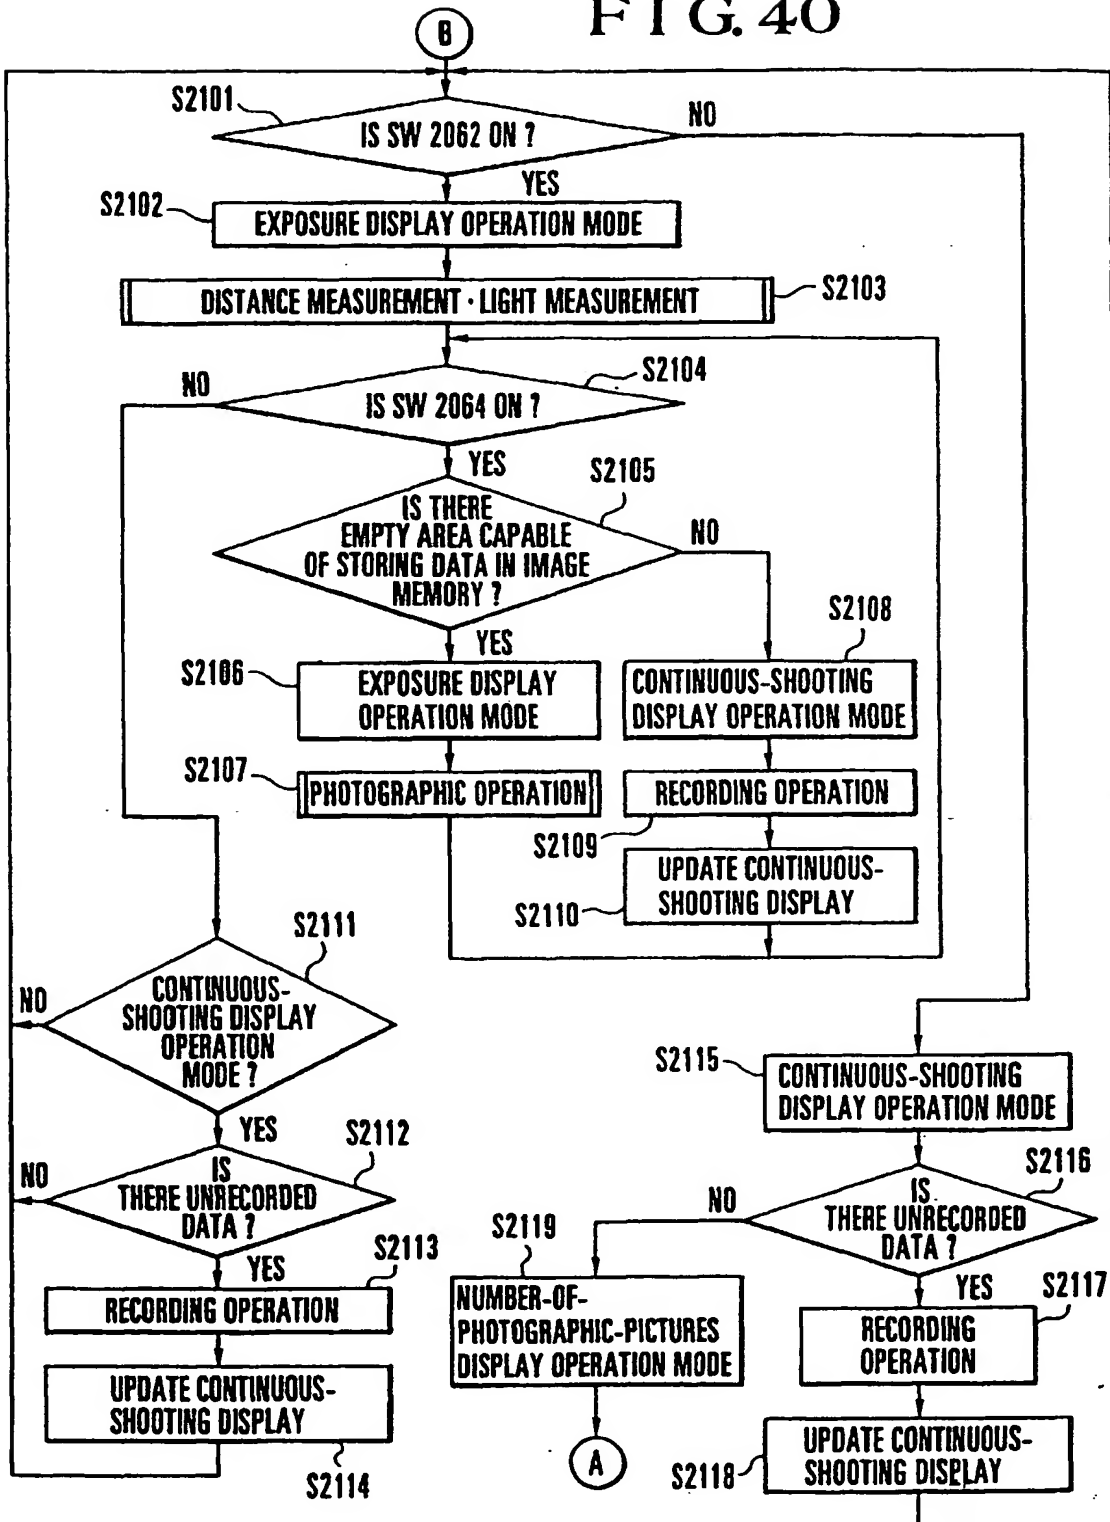 FIG. 40
B
S2101
IS SW 2062 ON ?
NO
YES
S2102
EXPOSURE DISPLAY OPERATION MODE
DISTANCE MEASUREMENT · LIGHT MEASUREMENT
S2103
NO
S2104
IS SW 2064 ON ?
YES
S2105
IS THERE
EMPTY AREA CAPABLE
OF STORING DATA IN IMAGE
MEMORY ?
NO
YES
S2106
EXPOSURE DISPLAY
OPERATION MODE
S2108
CONTINUOUS-SHOOTING
DISPLAY OPERATION MODE
S2107
PHOTOGRAPHIC OPERATION
RECORDING OPERATION
S2109
UPDATE CONTINUOUS-
SHOOTING DISPLAY
S2110
S2111
CONTINUOUS-
SHOOTING DISPLAY
OPERATION
MODE ?
NO
YES
S2112
IS
THERE UNRECORDED
DATA ?
NO
YES
S2113
RECORDING OPERATION
UPDATE CONTINUOUS-
SHOOTING DISPLAY
S2114
S2115
CONTINUOUS-SHOOTING
DISPLAY OPERATION MODE
S2116
IS
THERE UNRECORDED
DATA ?
NO
YES
S2119
NUMBER-OF-
PHOTOGRAPHIC-PICTURES
DISPLAY OPERATION MODE
A
S2117
RECORDING
OPERATION
S2118
UPDATE CONTINUOUS-
SHOOTING DISPLAY